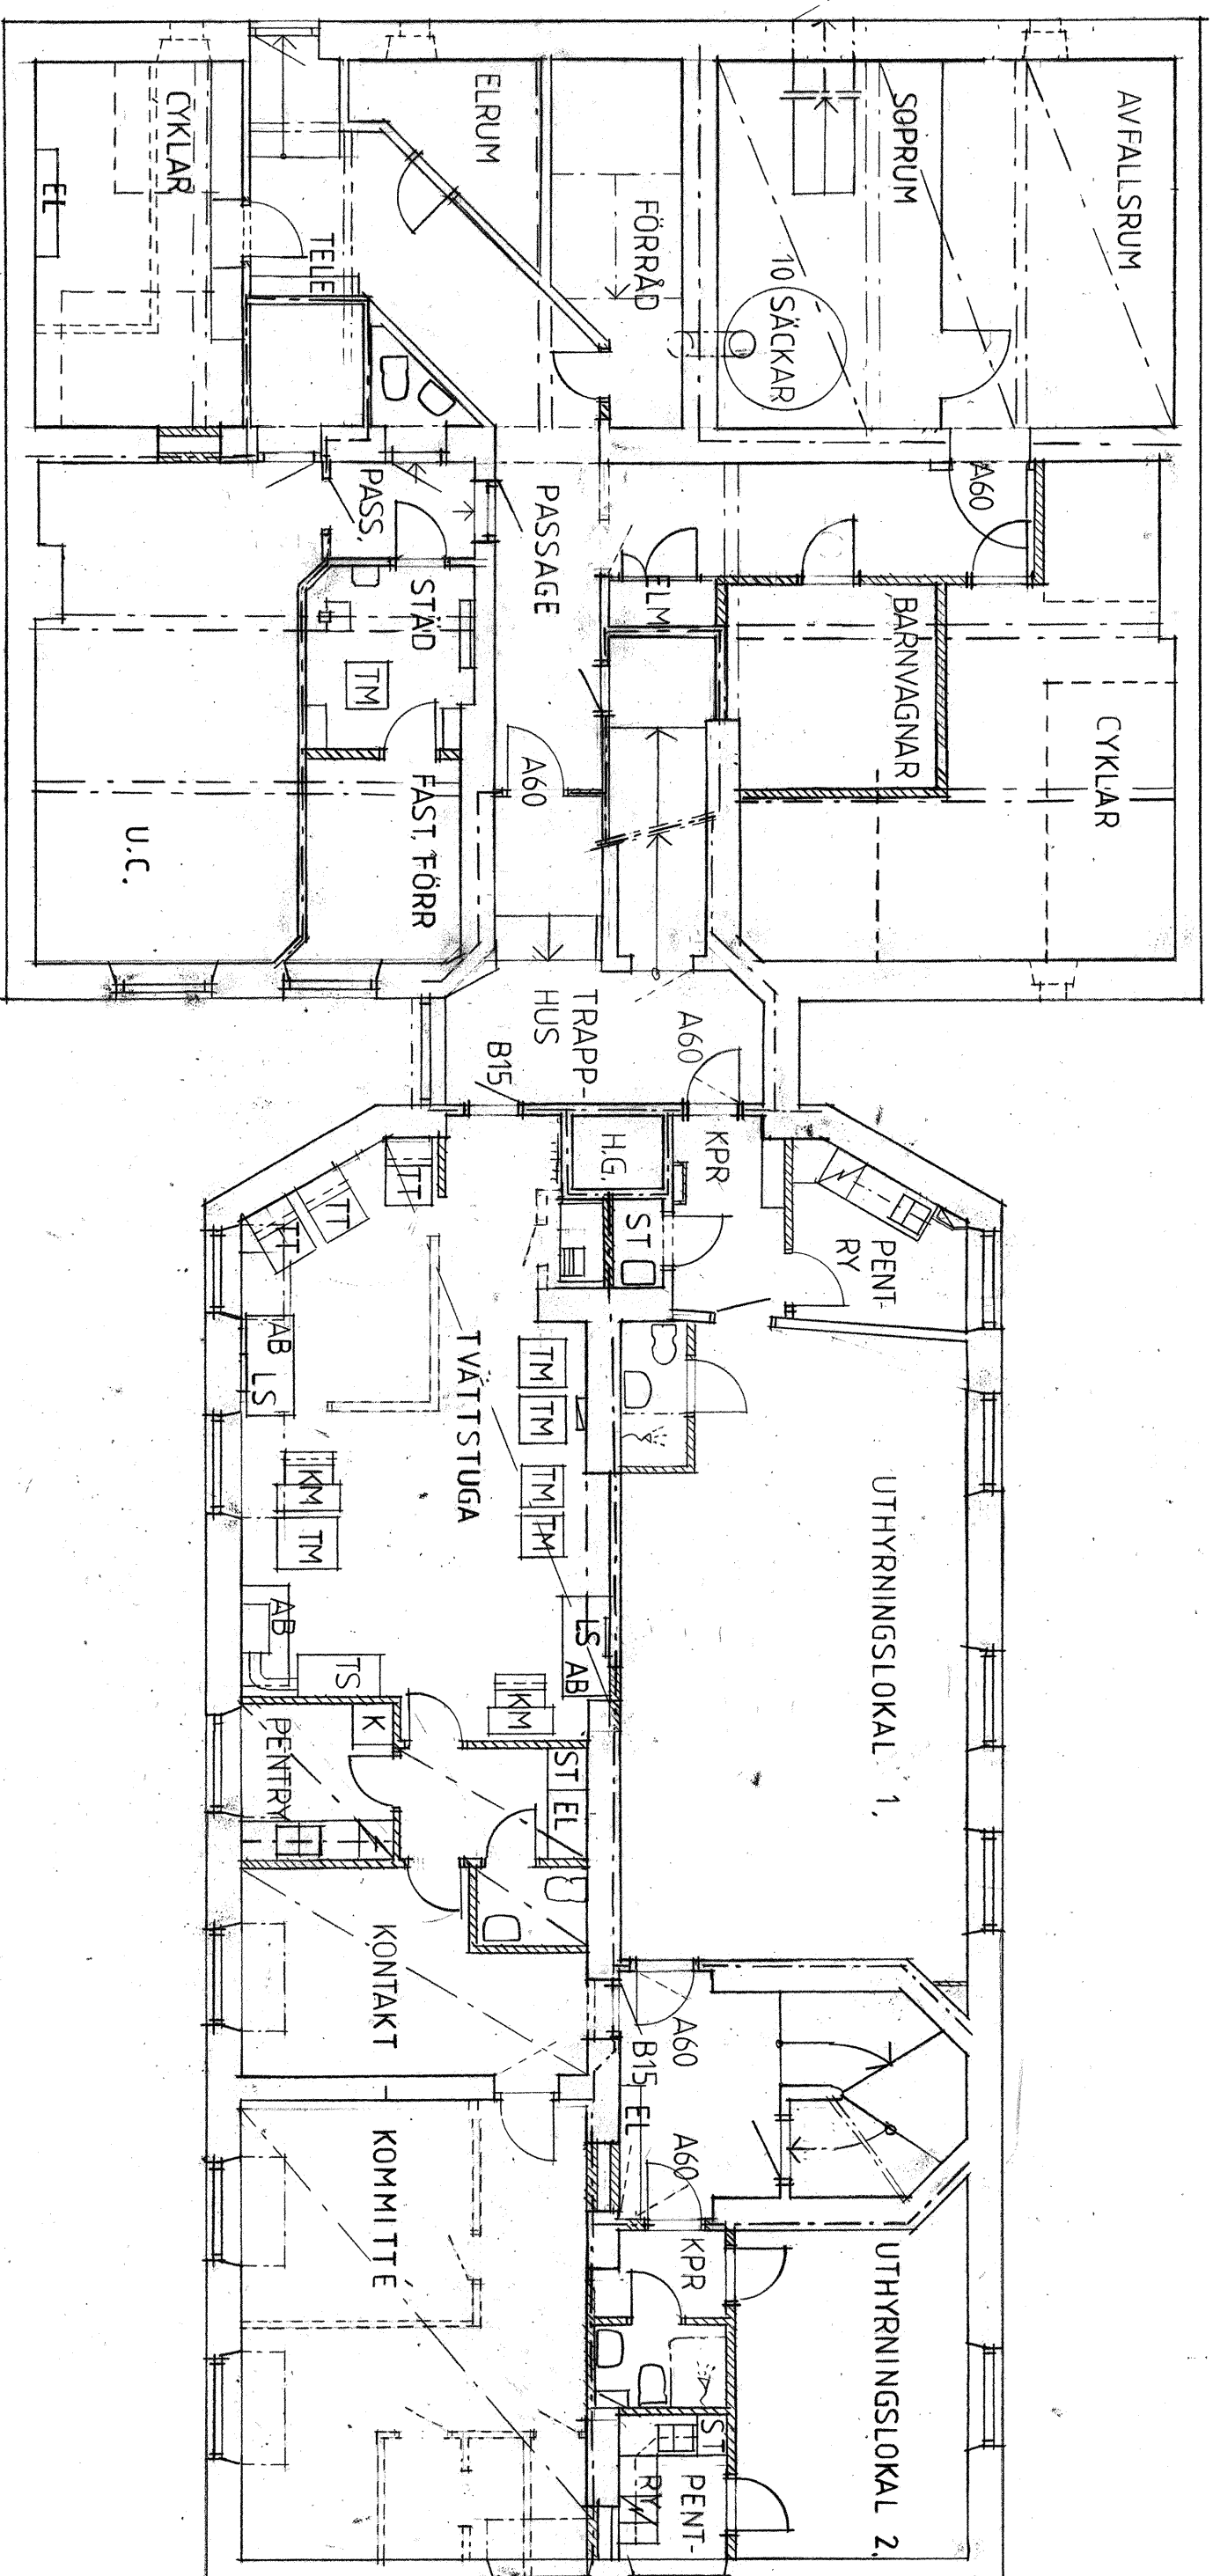 AVFALLSRUM
SOPRUM
10 SÄCKAR
FÖRRÅD
ELRUM
CYKLAR
EL
TELE
A60
PASSAGE
PASS.
STÄD
TM
ELM
BARNVAGNAR
CYKLAR
A60
FAST. FÖRR
U.C.
TRAPP-
HUS
A60
B15
H.G.
KPR
ST
PENT-
RY
TT
TT
TT
AB
LS
TVÄTTSTUGA
TM
TM
TM
TM
KM
TM
AB
TS
LS
AB
KM
UTHYRNINGSLOKAL 1.
K
PENTRY
ST
EL
KONTAKT
A60
B15
EL
A60
KOMMITTE
KPR
UTHYRNINGSLOKAL 2.
ST
PENT-
RY